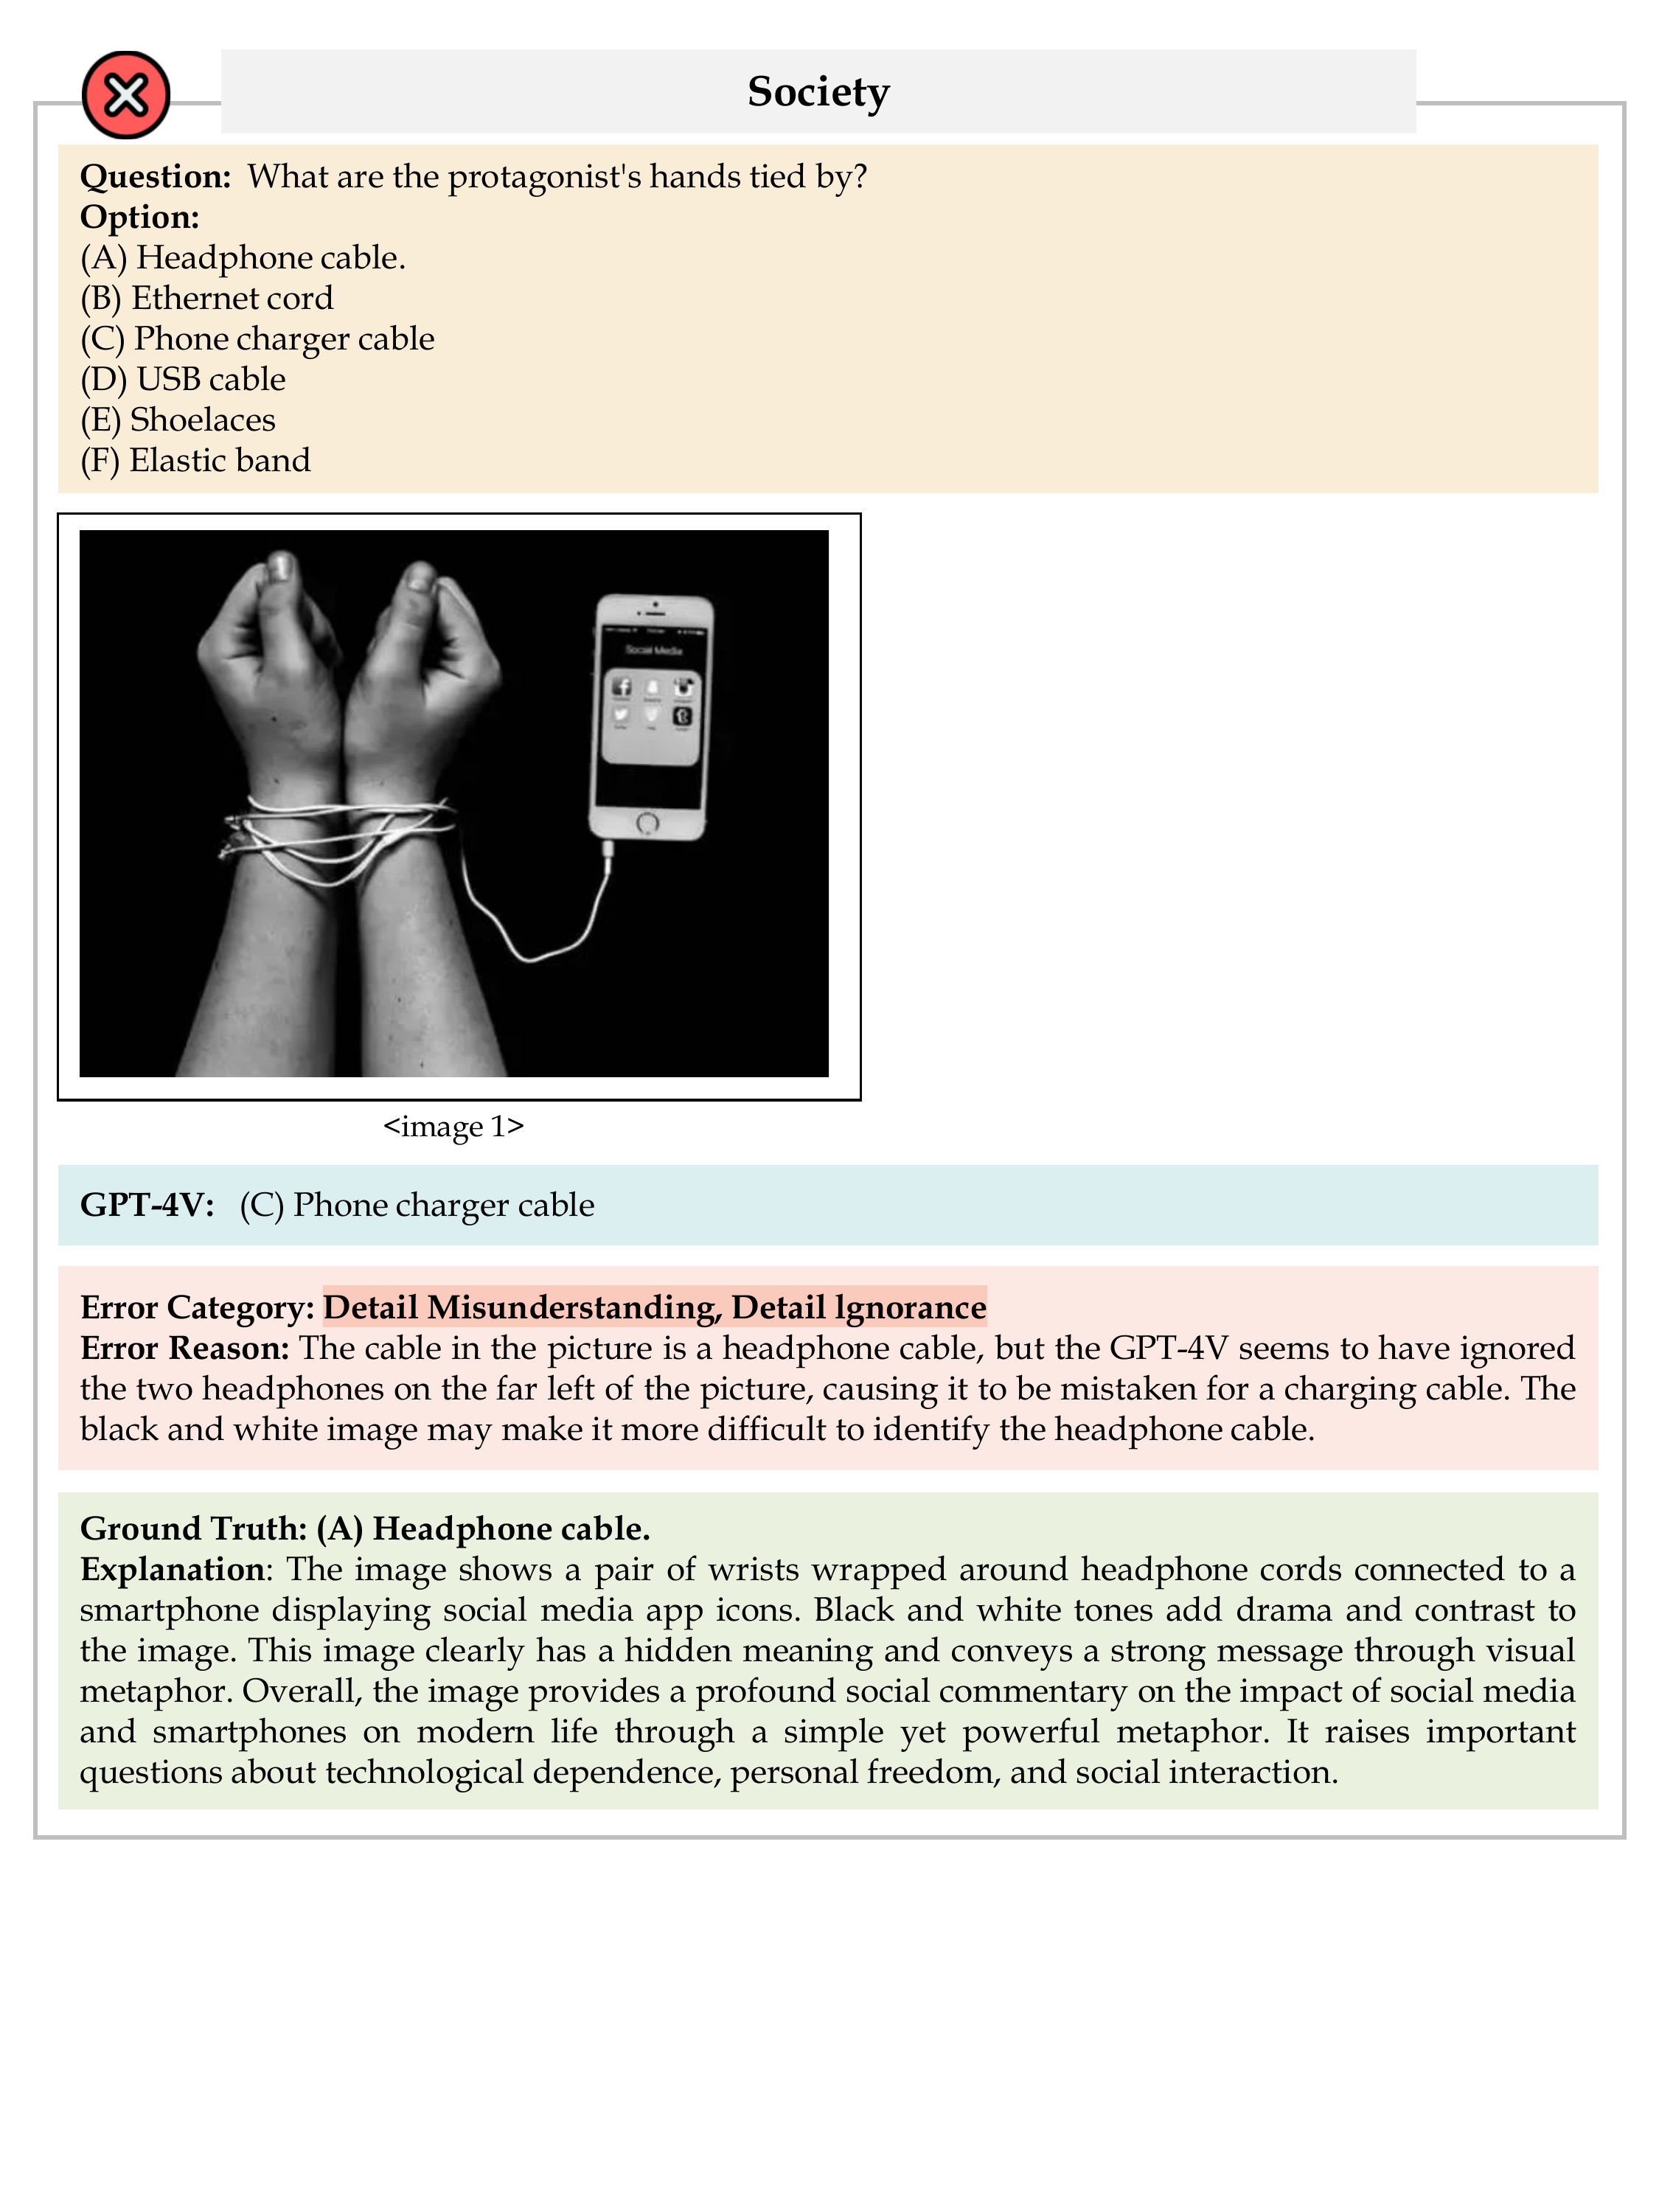 Society
Question: What are the protagonist's hands tied by?
Option:
(A) Headphone cable.
(B) Ethernet cord
(C) Phone charger cable
(D) USB cable
(E) Shoelaces
(F) Elastic band
Social Media
<image 1>
GPT-4V: (C) Phone charger cable
Error Category: Detail Misunderstanding, Detail lgnorance
Error Reason: The cable in the picture is a headphone cable, but the GPT-4V seems to have ignored
the two headphones on the far left of the picture, causing it to be mistaken for a charging cable. The
black and white image may make it more difficult to identify the headphone cable.
Ground Truth: (A) Headphone cable.
Explanation: The image shows a pair of wrists wrapped around headphone cords connected to a
smartphone displaying social media app icons. Black and white tones add drama and contrast to
the image. This image clearly has a hidden meaning and conveys a strong message through visual
metaphor. Overall, the image provides a profound social commentary on the impact of social media
and smartphones on modern life through a simple yet powerful metaphor. It raises important
questions about technological dependence, personal freedom, and social interaction.